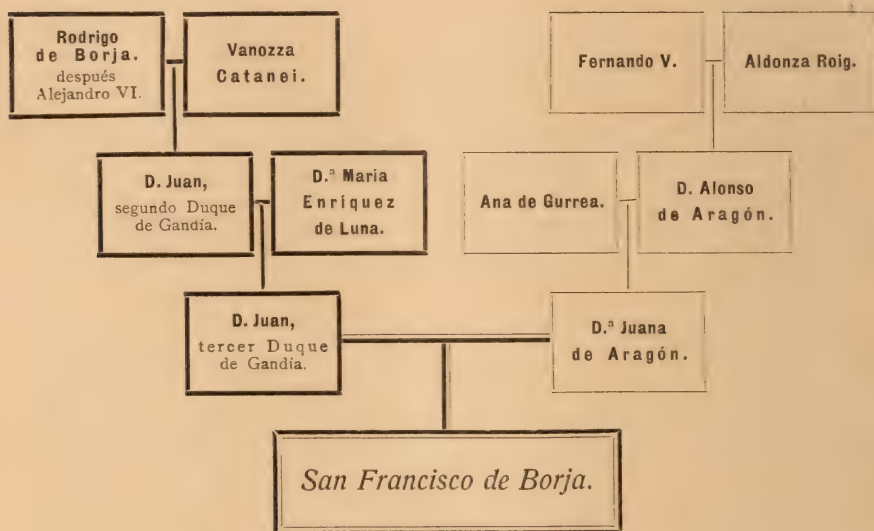 Rodrigo
de Borja.
después
Alejandro VI.
Vanozza
Catanei.
Fernando V.
Aldonza Roig.
D. Juan,
segundo Duque
de Gandía.
D.ª Maria
Enriquez
de Luna.
Ana de Gurrea.
D. Alonso
de Aragón.
D. Juan,
tercer Duque
de Gandía.
D.ª Juana
de Aragón.
San Francisco de Borja.